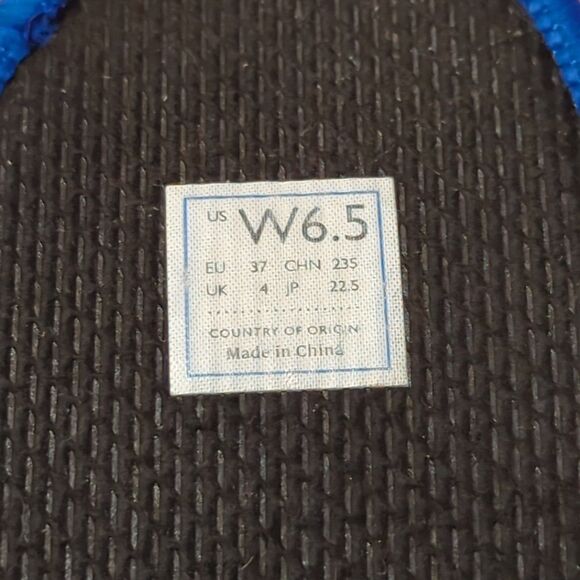 US W6.5
EU 37 CHN 235
UK 4 JP 22.5
COUNTRY OF ORIGIN
Made in China